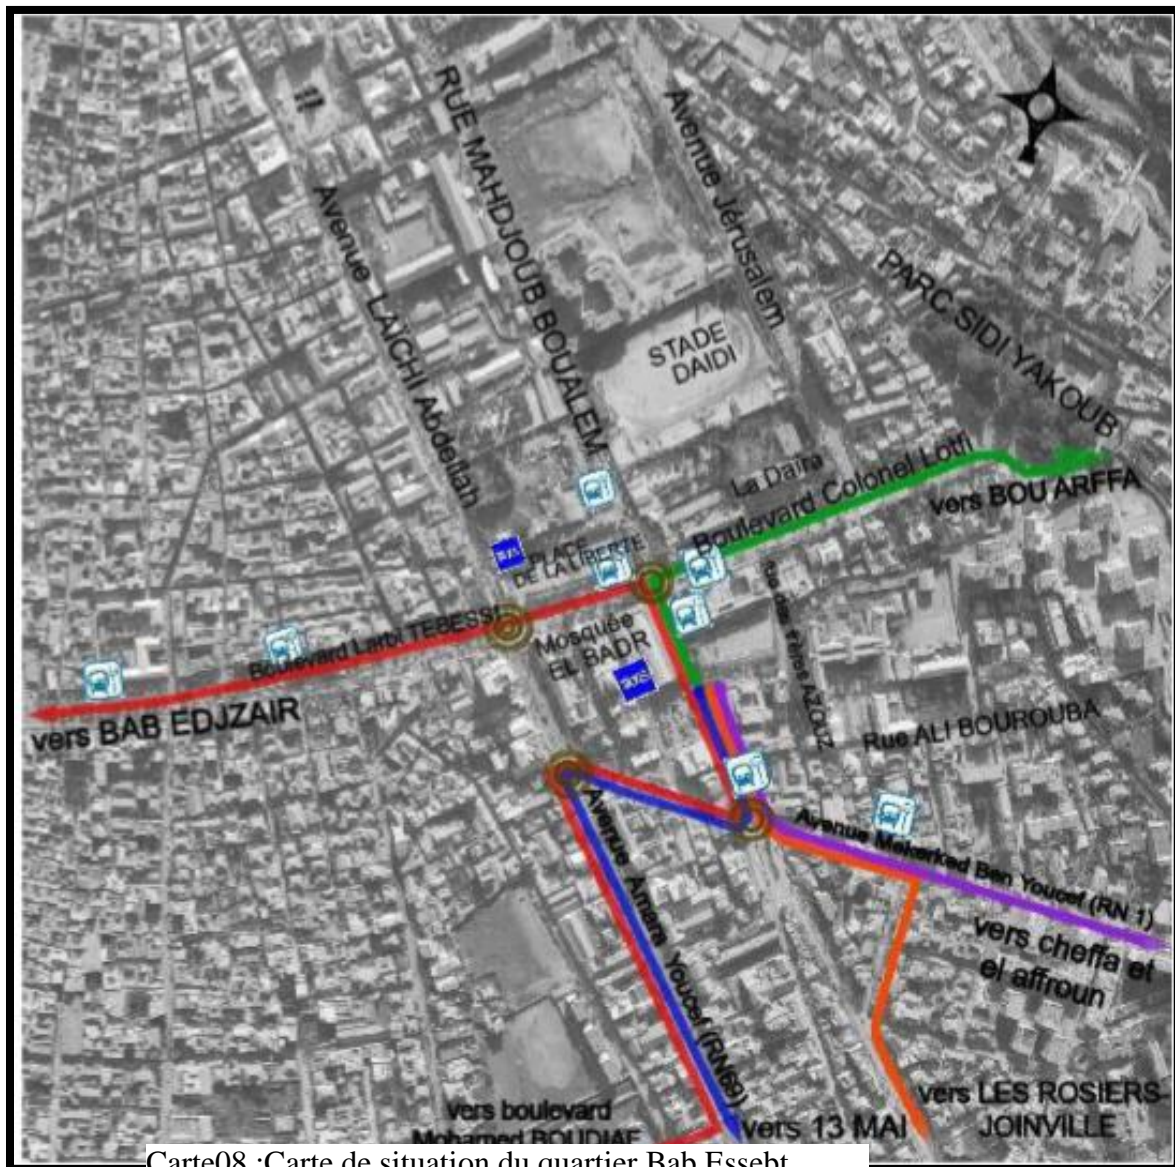 RUE MAHDJOUB BOUALEM
Avenue Jérusalem
Avenue LAÏCHI Abdellah
PARC SIDI YAKOUB
STADE
DAIDI
La Daïra
Boulevard Colonel Lotfi
vers BOU ARFFA
PLACE
DE LA LIBERTE
Boulevard Larbi TEBESSI
Mosquée
EL BADR
AZOUZ
vers BAB EDJZAIR
Rue ALI BOUROUBA
Avenue Mekerked Ben Youcef (RN 1)
Avenue Amara Youcef (RN69)
vers cheffa et
el affroun
vers LES ROSIERS-
JOINVILLE
vers boulevard
Mohamed BOUDIAF
vers 13 MAI
Carte08 :Carte de situation du quartier Bab Essebt